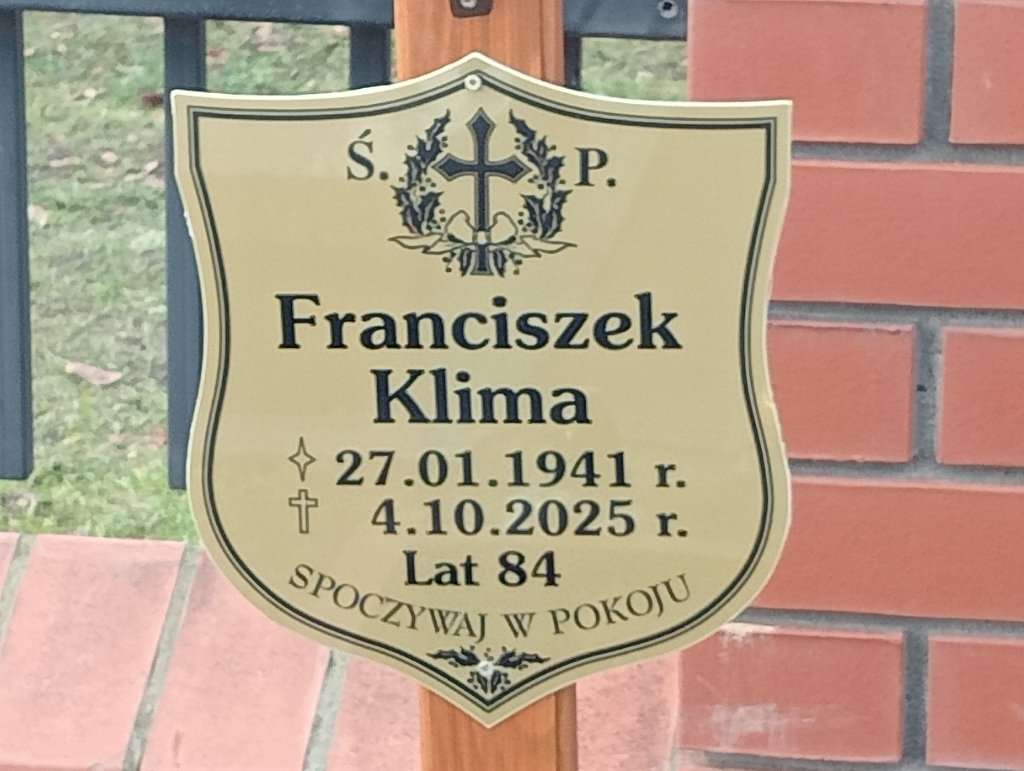 Ś. P.
Franciszek
Klima
27.01.1941 r.
4.10.2025 r.
Lat 84
SPOCZYWAJ W POKOJU